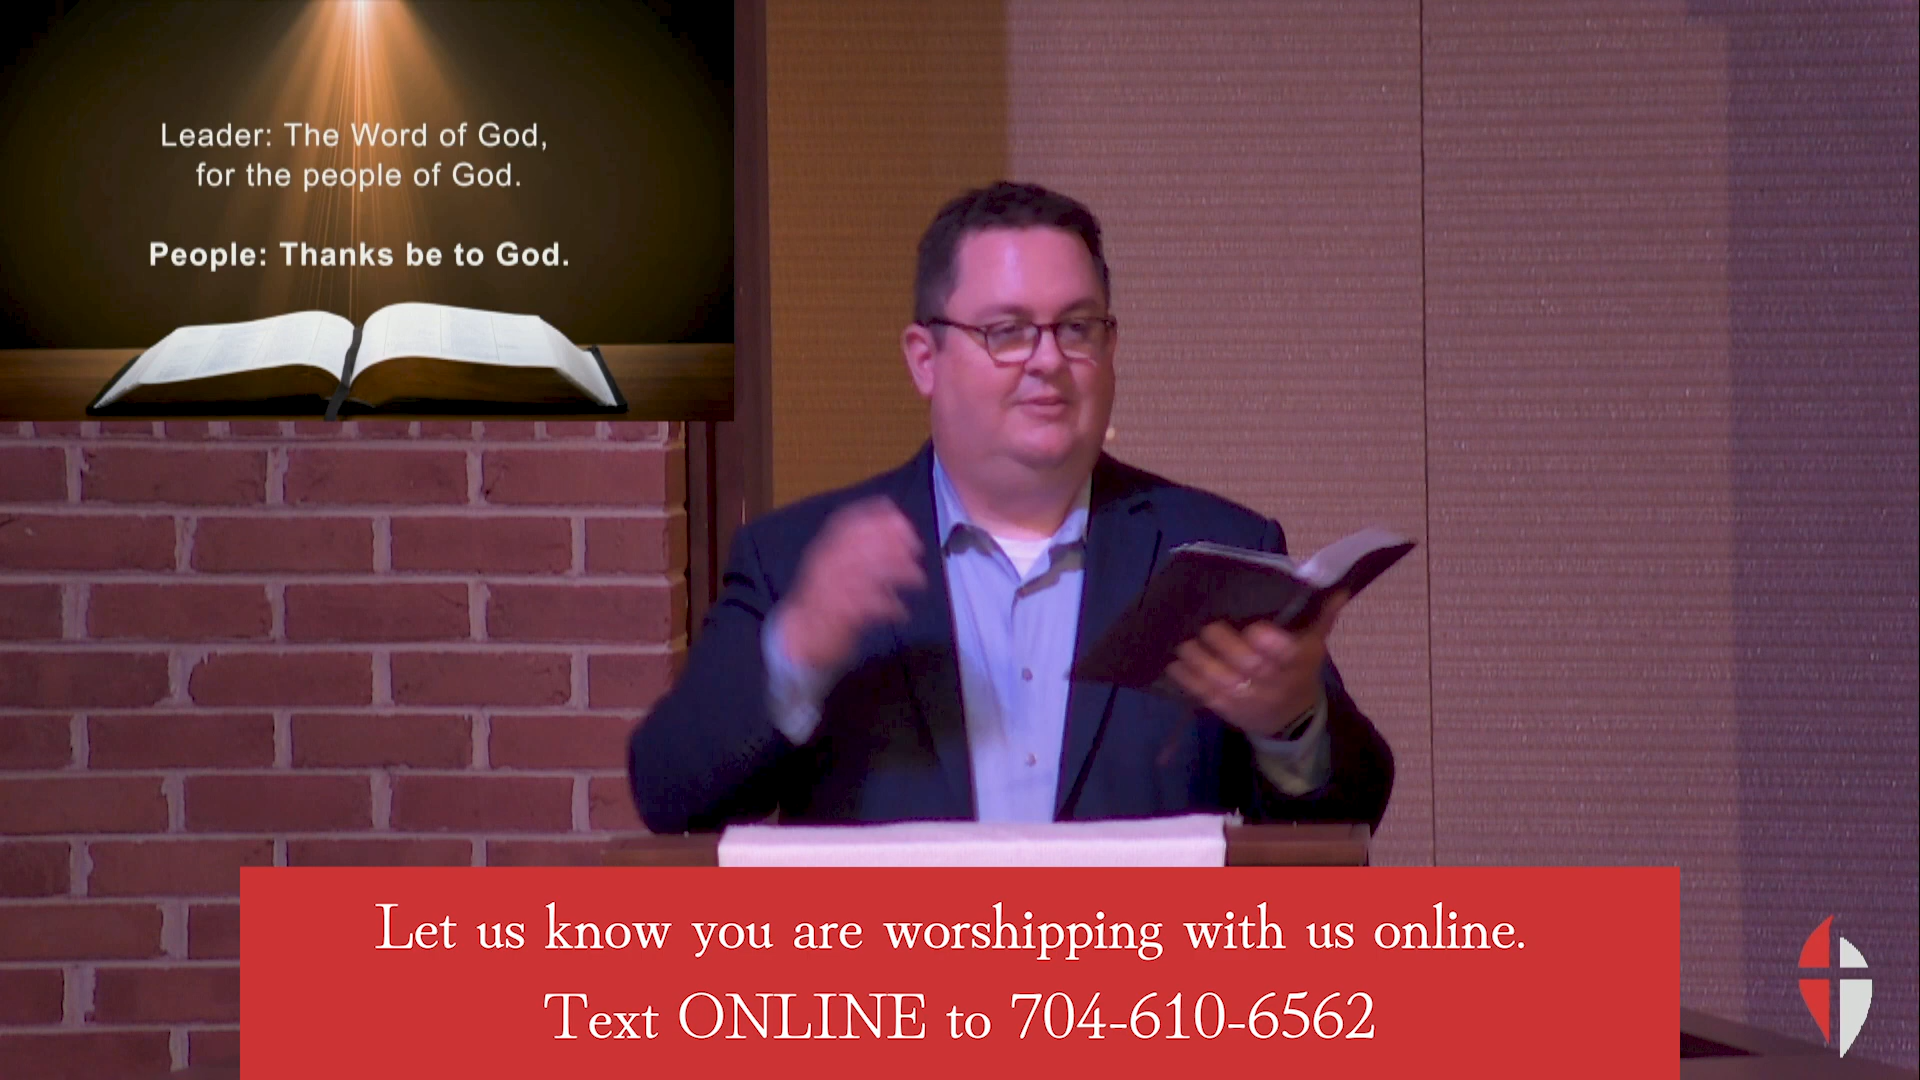 Leader: The Word of God,
for the people of God.
People: Thanks be to God.
Let us know you are worshipping with us online.
Text ONLINE to 704-610-6562